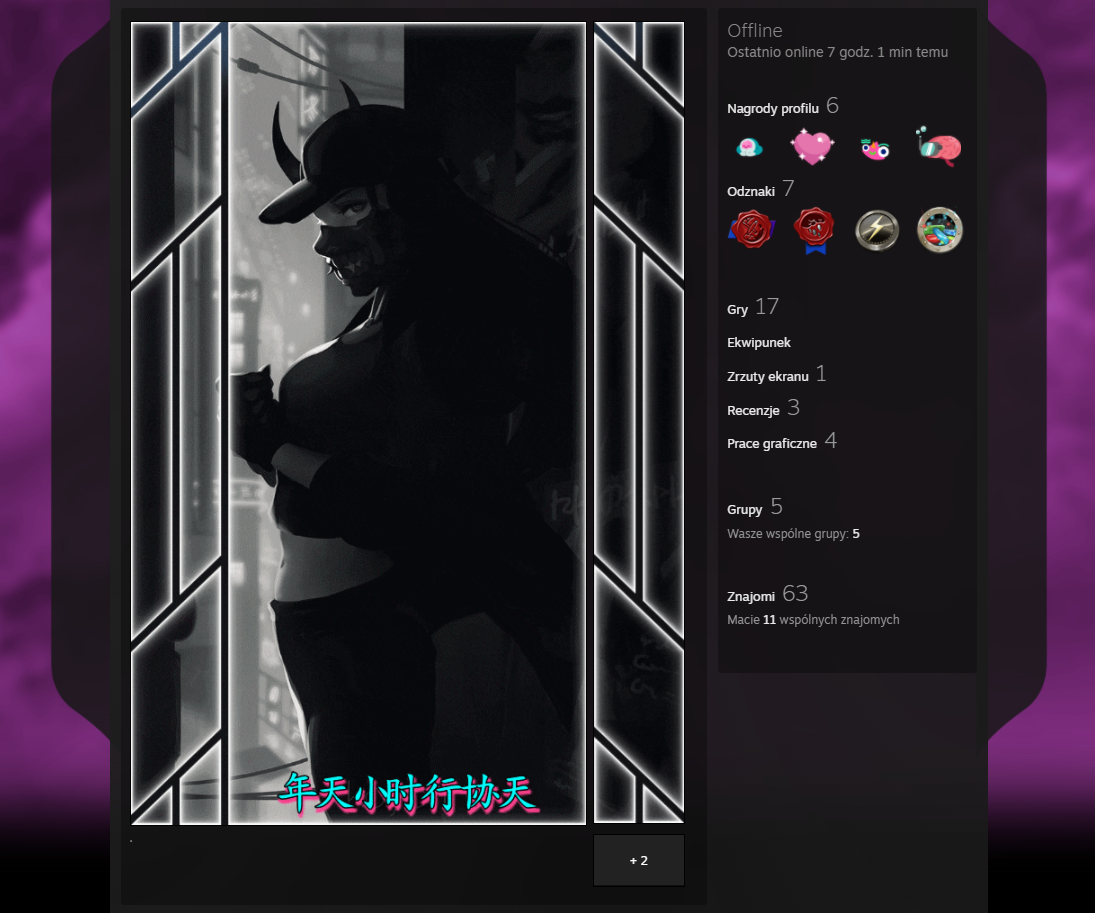 年天小时行协天
.
+ 2
Offline
Ostatnio online 7 godz. 1 min temu
Nagrody profilu 6
Odznaki 7
Gry 17
Ekwipunek
Zrzuty ekranu 1
Recenzje 3
Prace graficzne 4
Grupy 5
Wasze wspólne grupy: 5
Znajomi 63
Macie 11 wspólnych znajomych